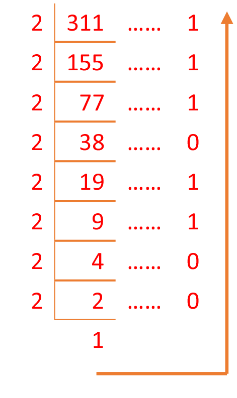 2 311 ...... 1
2 155 ...... 1
2 77 ...... 1
2 38 ...... 0
2 19 ...... 1
2 9 ...... 1
2 4 ...... 0
2 2 ...... 0
1